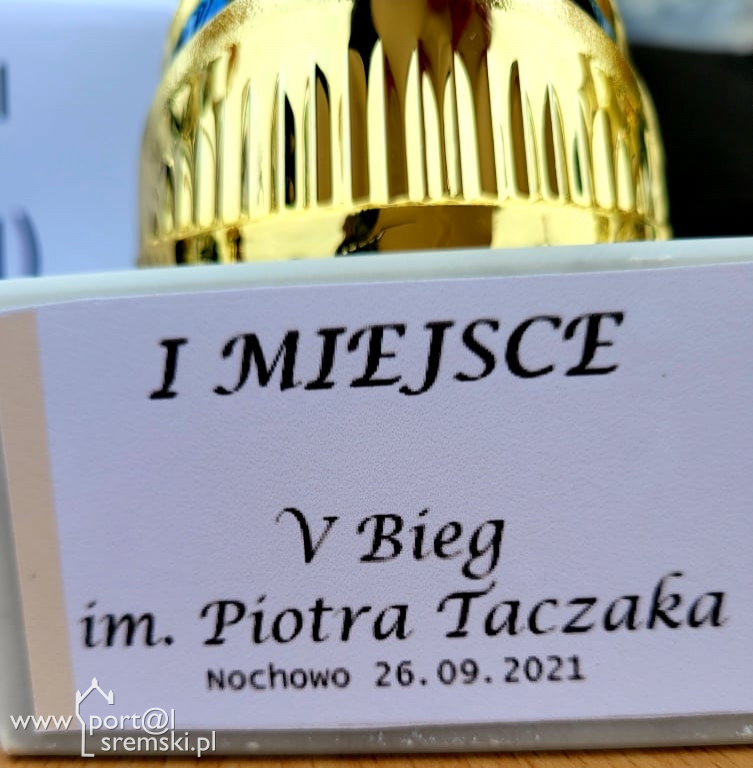 I MIEJSCE
V Bieg
im. Piotra Taczaka
Nochowo 26.09.2021
www port@l
sremski.pl